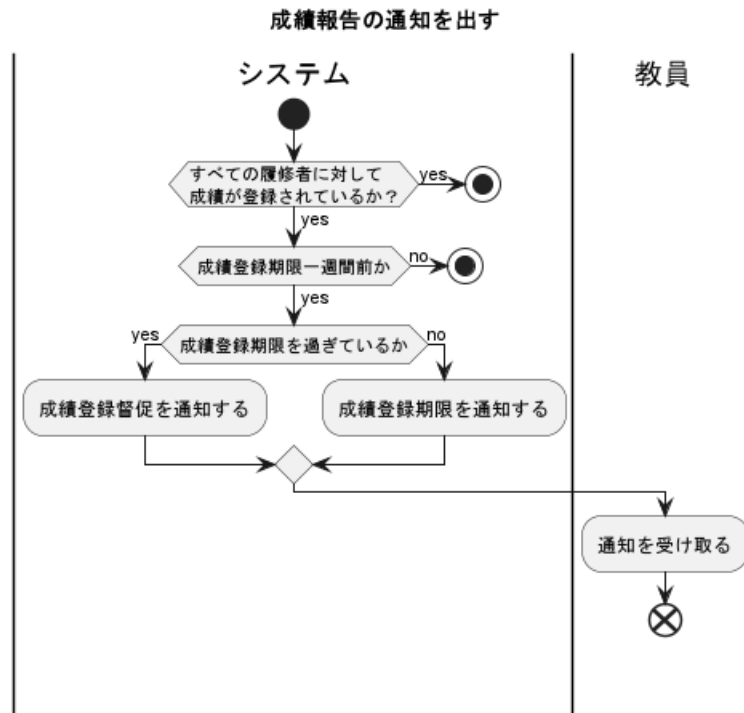 成績報告の通知を出す
システム
教員
すべての履修者に対して
成績が登録されているか？
yes
yes
成績登録期限一週間前か
no
yes
成績登録期限を過ぎているか
yes
no
成績登録督促を通知する
成績登録期限を通知する
通知を受け取る